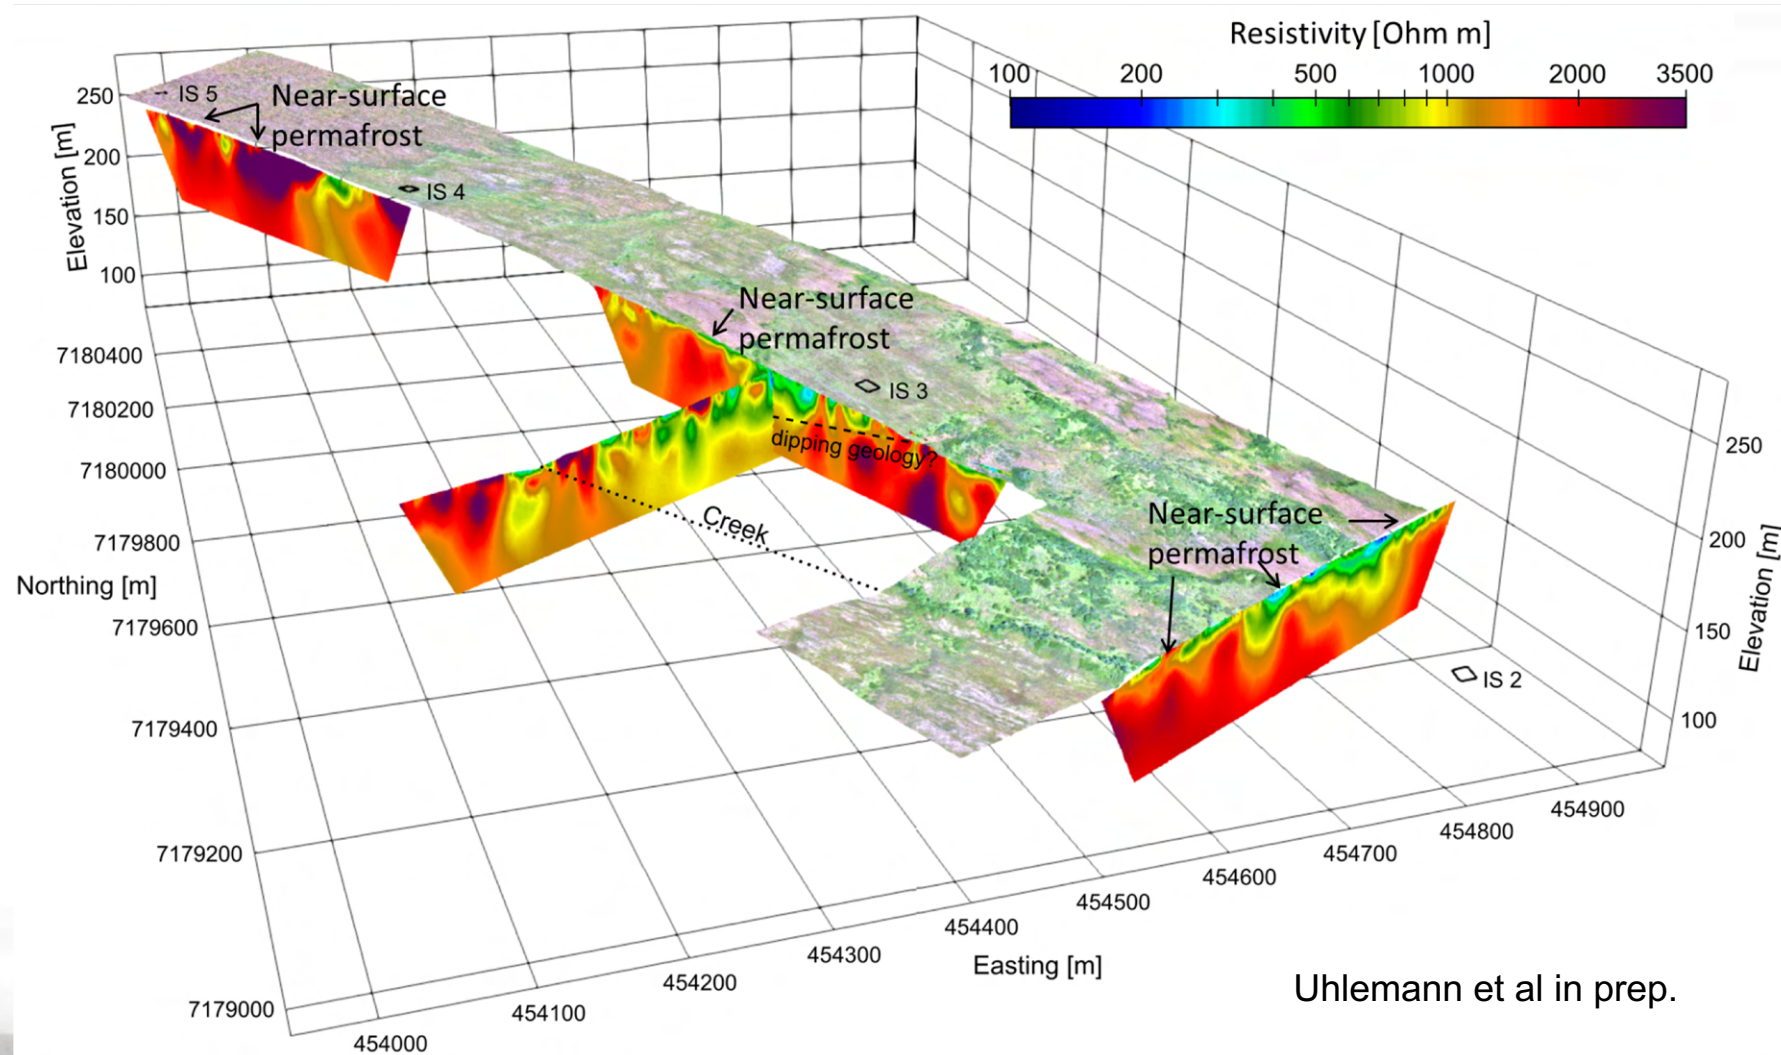 Resistivity [Ohm m]
100 200 500 1000 2000 3500
IS 5
Near-surface
permafrost
IS 4
Near-surface
permafrost
IS 3
dipping geology?
Creek
Near-surface
permafrost
IS 2
Elevation [m]
250
200
150
100
Northing [m]
7180400
7180200
7180000
7179800
7179600
7179400
7179200
7179000
Easting [m]
454000
454100
454200
454300
454400
454500
454600
454700
454800
454900
Elevation [m]
250
200
150
100
Uhlemann et al in prep.